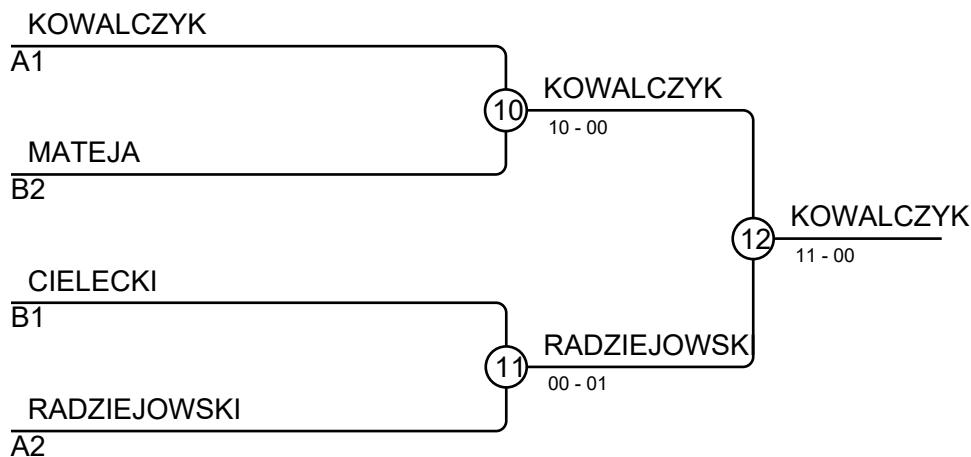 KOWALCZYK
A1
10
KOWALCZYK
10 - 00
MATEJA
B2
12
KOWALCZYK
11 - 00
CIELECKI
B1
11
RADZIEJOWSKI
00 - 01
RADZIEJOWSKI
A2